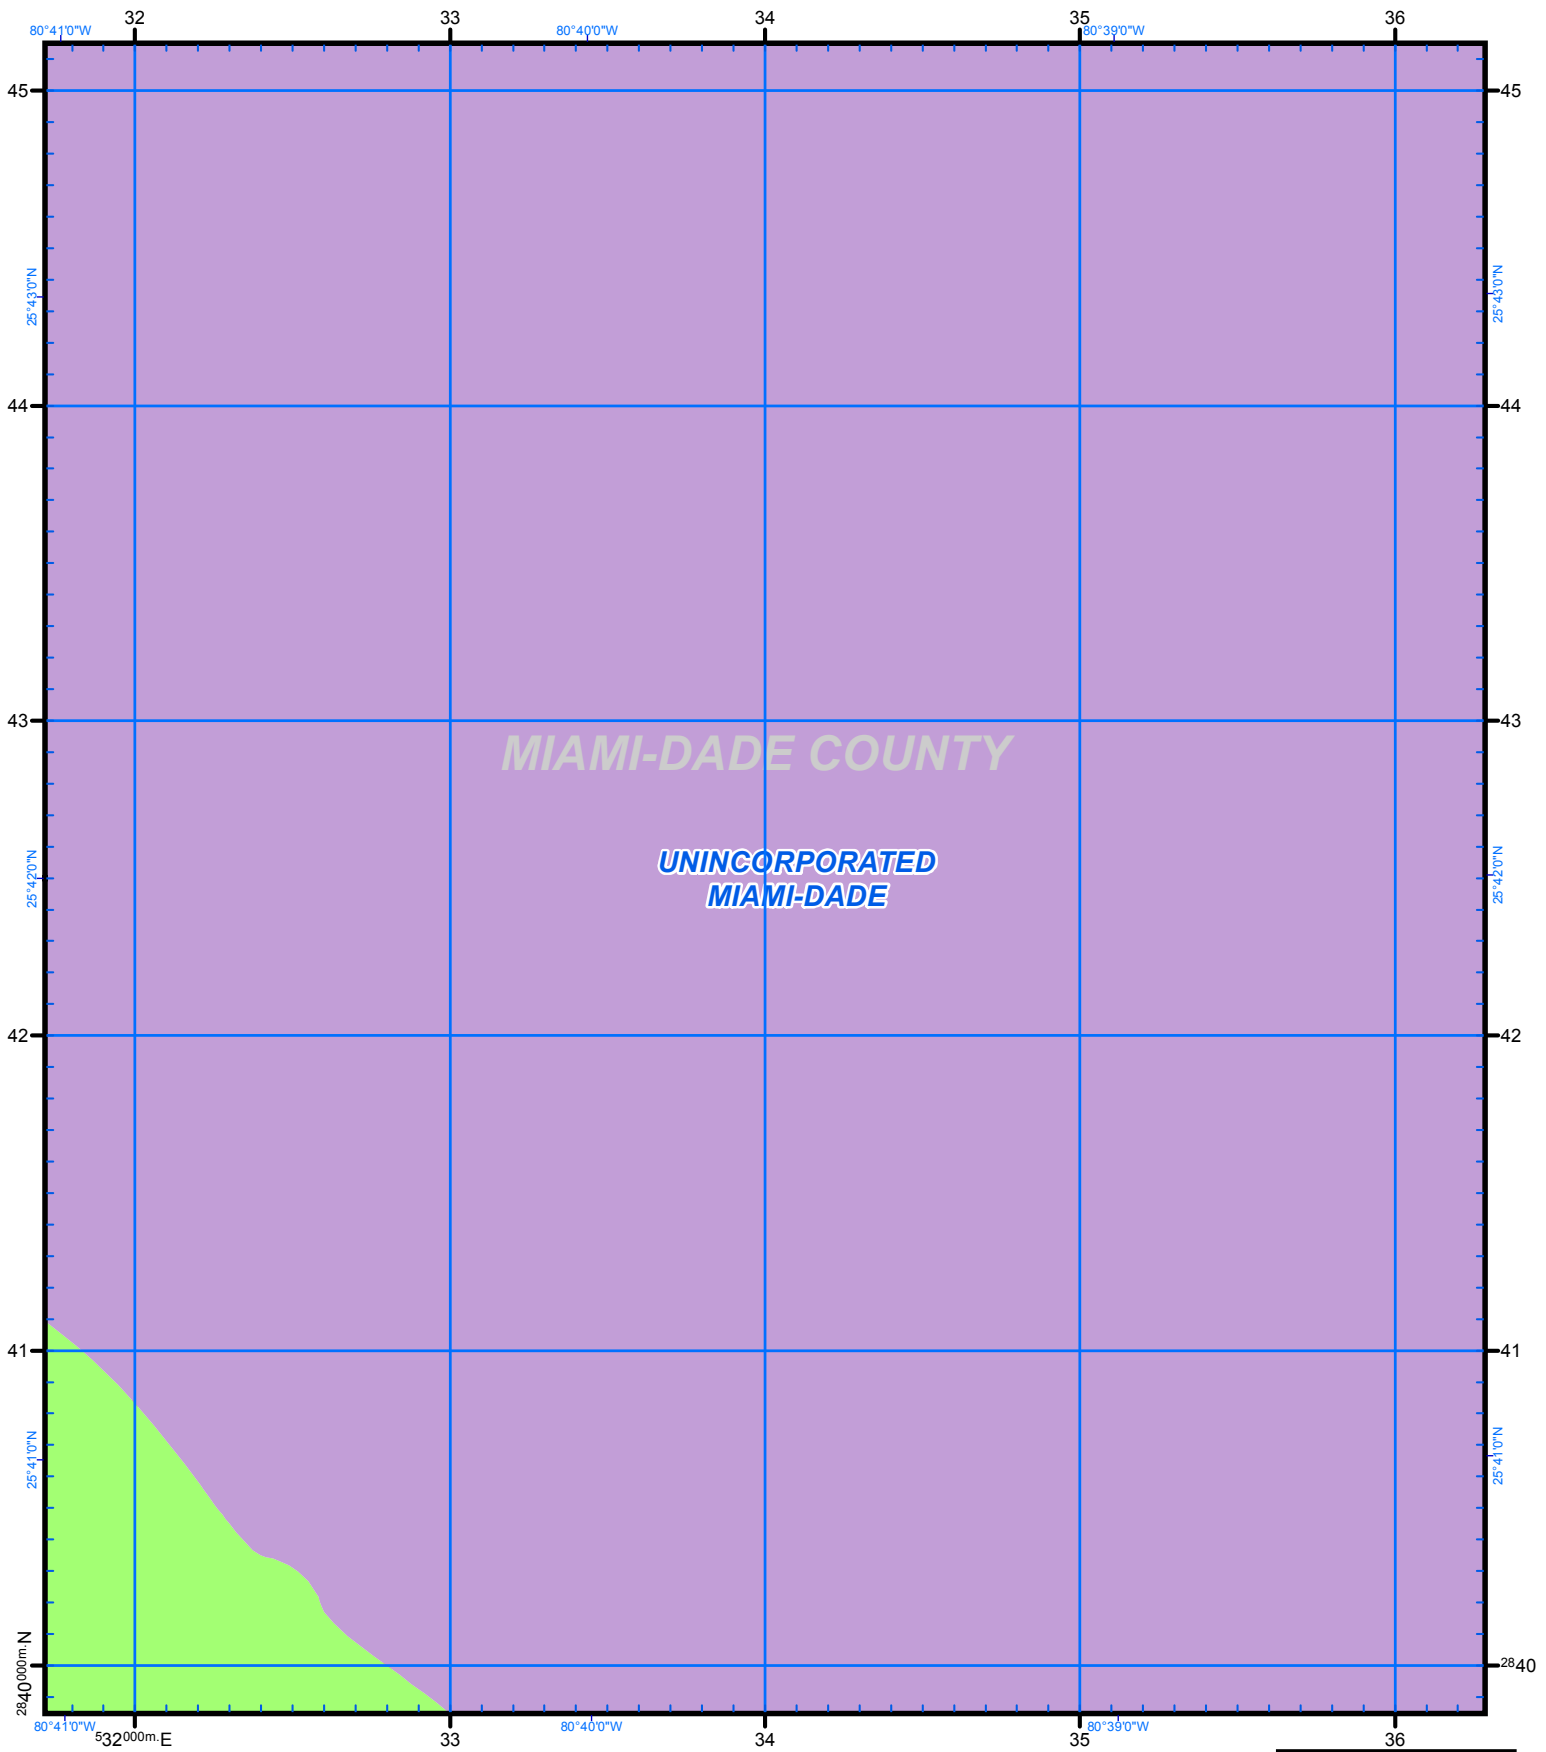 32 33 34 35 36
80°41'0"W 80°40'0"W 80°39'0"W
45 45
25°43'0"N 25°43'0"N
44 44
43 43
MIAMI-DADE COUNTY
UNINCORPORATED
MIAMI-DADE
25°42'0"N 25°42'0"N
42 42
41 41
25°41'0"N 25°41'0"N
2840000m.N 2840
80°41'0"W 80°40'0"W 80°39'0"W
532000m.E 33 34 35 36